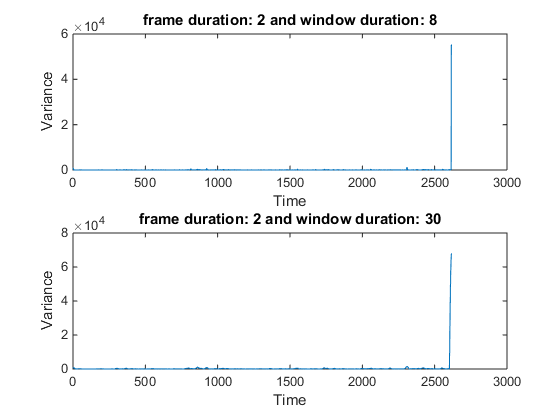 frame duration: 2 and window duration: 8
×10⁴
6
4
2
0
Variance
0 500 1000 1500 2000 2500 3000
Time
frame duration: 2 and window duration: 30
×10⁴
8
6
4
2
0
Variance
0 500 1000 1500 2000 2500 3000
Time